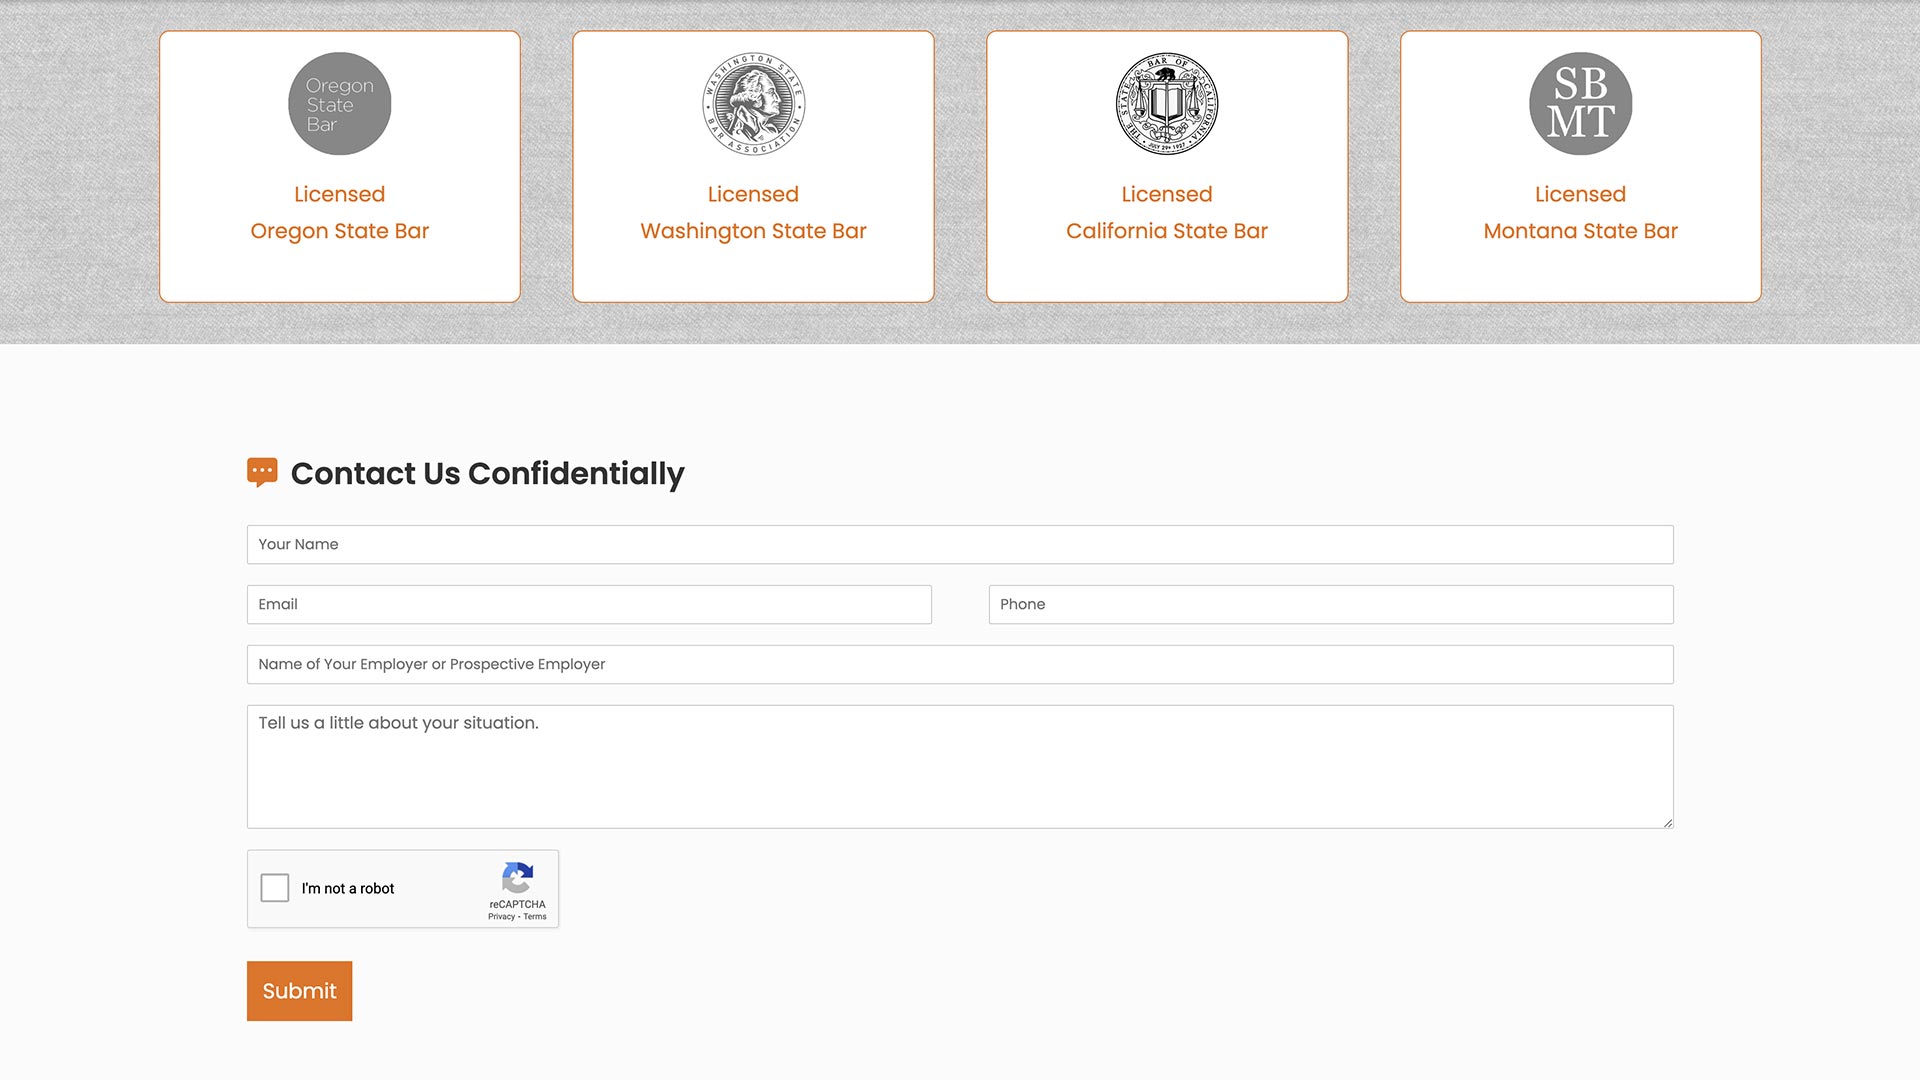 Oregon
State
Bar
Licensed
Oregon State Bar
WASHINGTON STATE
BAR ASSOCIATION
Licensed
Washington State Bar
THE STATE BAR OF CALIFORNIA
JULY 29TH 1927
Licensed
California State Bar
SB
MT
Licensed
Montana State Bar
Contact Us Confidentially
Your Name
Email
Phone
Name of Your Employer or Prospective Employer
Tell us a little about your situation.
I'm not a robot
reCAPTCHA
Privacy - Terms
Submit